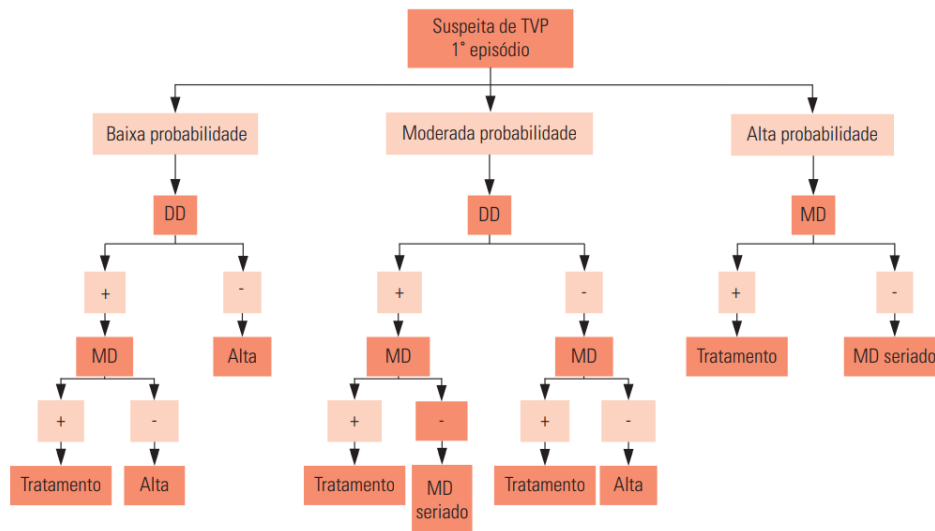 Suspeita de TVP
1° episódio
Baixa probabilidade
Moderada probabilidade
Alta probabilidade
DD
DD
MD
+
-
+
-
+
-
MD
Alta
MD
MD
Tratamento
MD seriado
+
-
+
-
+
-
Tratamento
Alta
Tratamento
MD
seriado
Tratamento
Alta